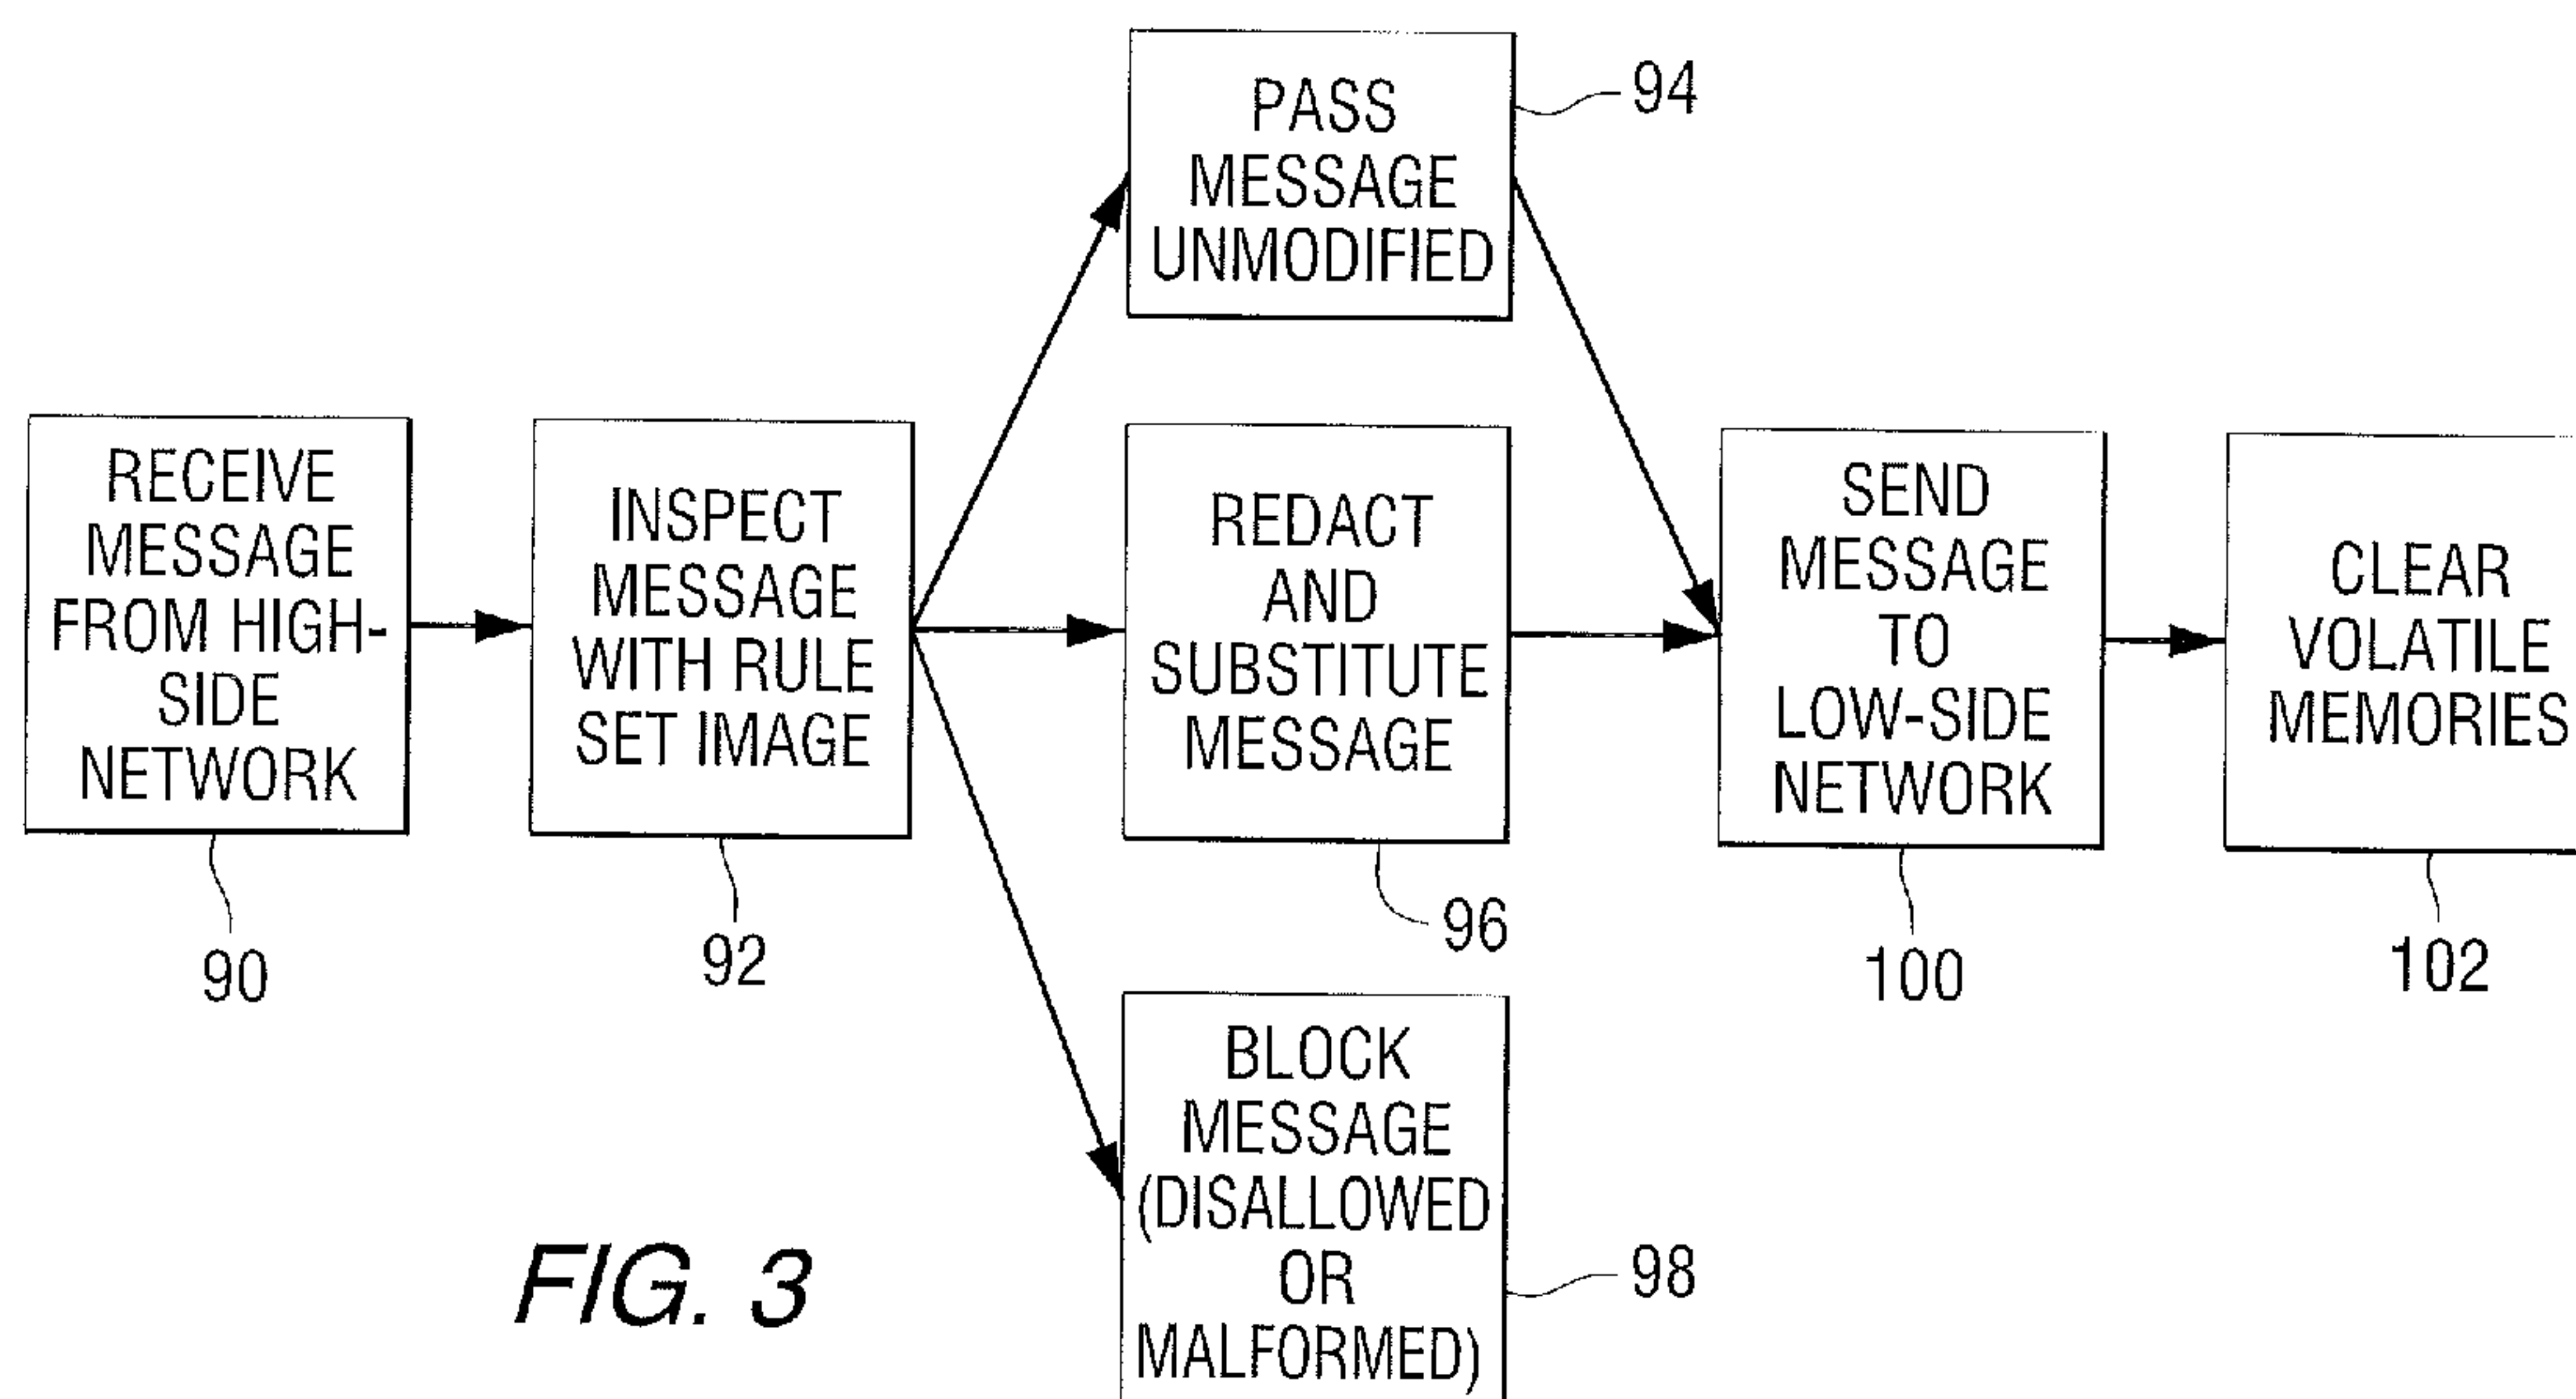 RECEIVE
MESSAGE
FROM HIGH-
SIDE
NETWORK
90
INSPECT
MESSAGE
WITH RULE
SET IMAGE
92
PASS
MESSAGE
UNMODIFIED
94
REDACT
AND
SUBSTITUTE
MESSAGE
96
BLOCK
MESSAGE
(DISALLOWED
OR
MALFORMED)
98
SEND
MESSAGE
TO
LOW-SIDE
NETWORK
100
CLEAR
VOLATILE
MEMORIES
102
FIG. 3